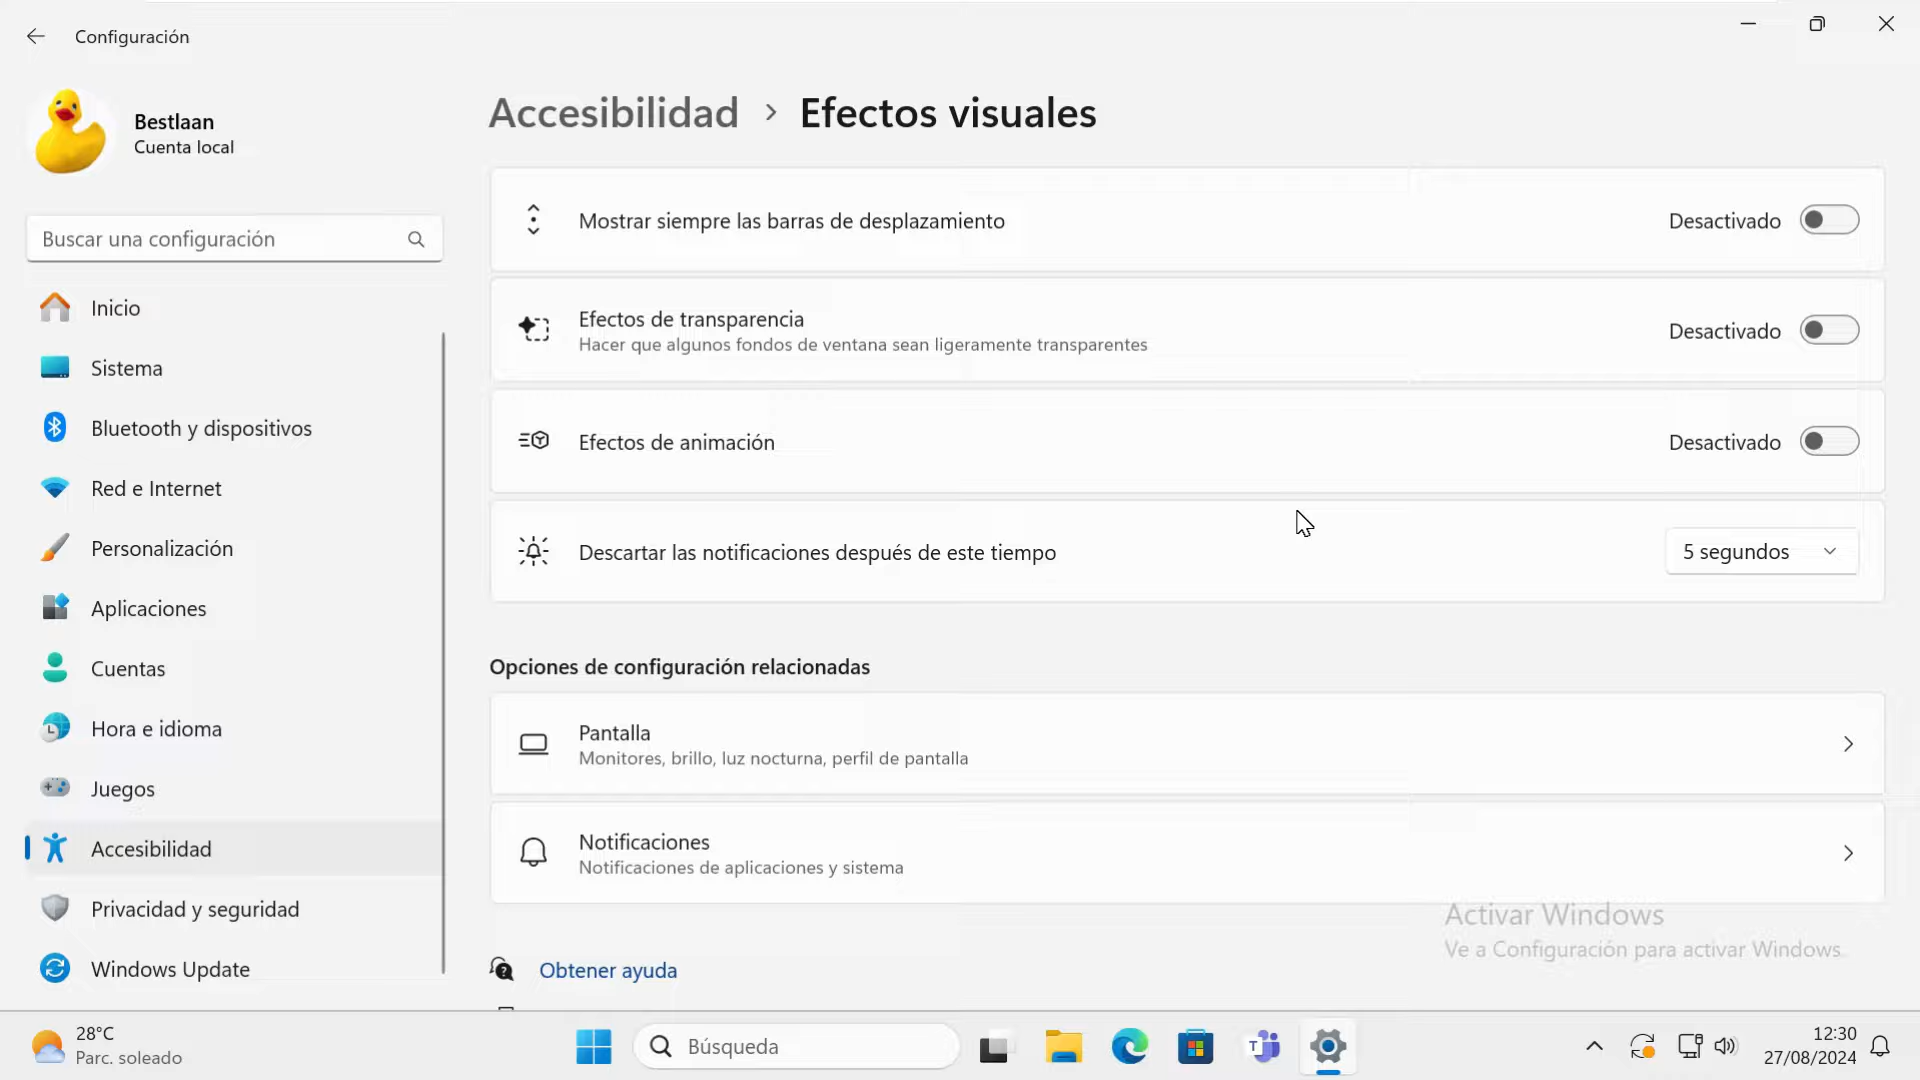 Configuración
Bestlaan
Cuenta local
Buscar una configuración
Inicio
Sistema
Bluetooth y dispositivos
Red e Internet
Personalización
Aplicaciones
Cuentas
Hora e idioma
Juegos
Accesibilidad
Privacidad y seguridad
Windows Update
Accesibilidad > Efectos visuales
Mostrar siempre las barras de desplazamiento
Desactivado
Efectos de transparencia
Hacer que algunos fondos de ventana sean ligeramente transparentes
Desactivado
Efectos de animación
Desactivado
Descartar las notificaciones después de este tiempo
5 segundos
Opciones de configuración relacionadas
Pantalla
Monitores, brillo, luz nocturna, perfil de pantalla
Notificaciones
Notificaciones de aplicaciones y sistema
Activar Windows
Ve a Configuración para activar Windows.
Obtener ayuda
28°C
Parc. soleado
Búsqueda
12:30
27/08/2024